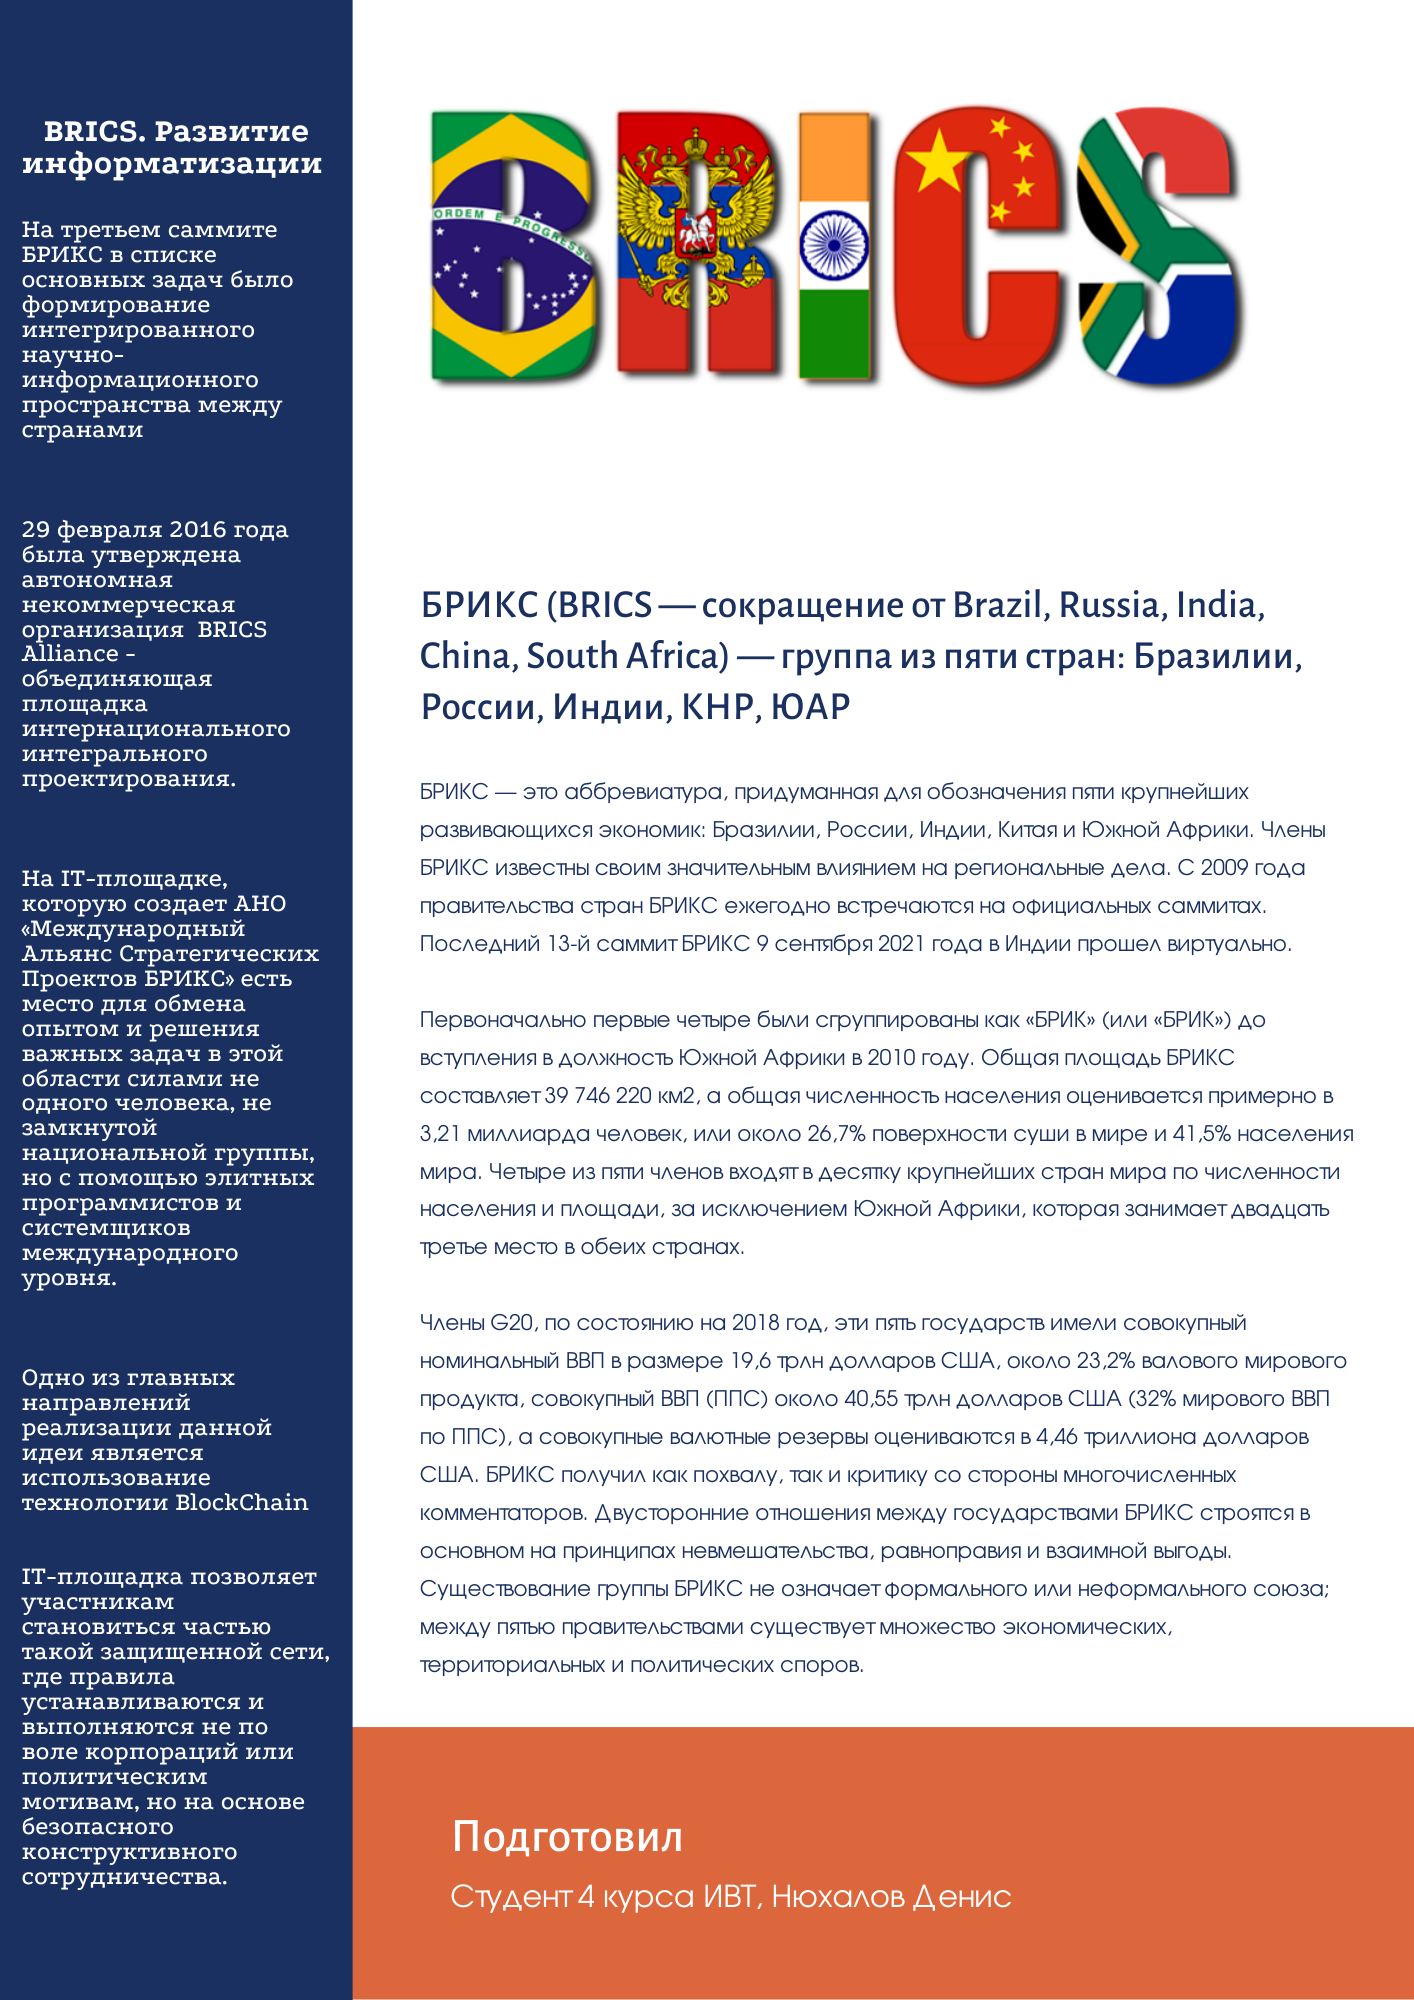 BRICS. Развитие
информатизации
На третьем саммите
БРИКС в списке
основных задач было
формирование
интегрированного
научно-
информационного
пространства между
странами
29 февраля 2016 года
была утверждена
автономная
некоммерческая
организация BRICS
Alliance -
объединяющая
площадка
интернационального
интегрального
проектирования.
На IT-площадке,
которую создает АНО
«Международный
Альянс Стратегических
Проектов БРИКС» есть
место для обмена
опытом и решения
важных задач в этой
области силами не
одного человека, не
замкнутой
национальной группы,
но с помощью элитных
программистов и
системщиков
международного
уровня.
Одно из главных
направлений
реализации данной
идеи является
использование
технологии BlockChain
IT-площадка позволяет
участникам
становиться частью
такой защищенной сети,
где правила
устанавливаются и
выполняются не по
воле корпораций или
политическим
мотивам, но на основе
безопасного
конструктивного
сотрудничества.
BRICS
ORDEM E PROGRESSO
БРИКС (BRICS — сокращение от Brazil, Russia, India,
China, South Africa) — группа из пяти стран: Бразилии,
России, Индии, КНР, ЮАР
БРИКС — это аббревиатура, придуманная для обозначения пяти крупнейших
развивающихся экономик: Бразилии, России, Индии, Китая и Южной Африки. Члены
БРИКС известны своим значительным влиянием на региональные дела. С 2009 года
правительства стран БРИКС ежегодно встречаются на официальных саммитах.
Последний 13-й саммит БРИКС 9 сентября 2021 года в Индии прошел виртуально.
Первоначально первые четыре были сгруппированы как «БРИК» (или «БРИК») до
вступления в должность Южной Африки в 2010 году. Общая площадь БРИКС
составляет 39 746 220 км2, а общая численность населения оценивается примерно в
3,21 миллиарда человек, или около 26,7% поверхности суши в мире и 41,5% населения
мира. Четыре из пяти членов входят в десятку крупнейших стран мира по численности
населения и площади, за исключением Южной Африки, которая занимает двадцать
третье место в обеих странах.
Члены G20, по состоянию на 2018 год, эти пять государств имели совокупный
номинальный ВВП в размере 19,6 трлн долларов США, около 23,2% валового мирового
продукта, совокупный ВВП (ППС) около 40,55 трлн долларов США (32% мирового ВВП
по ППС), а совокупные валютные резервы оцениваются в 4,46 триллиона долларов
США. БРИКС получил как похвалу, так и критику со стороны многочисленных
комментаторов. Двусторонние отношения между государствами БРИКС строятся в
основном на принципах невмешательства, равноправия и взаимной выгоды.
Существование группы БРИКС не означает формального или неформального союза;
между пятью правительствами существует множество экономических,
территориальных и политических споров.
Подготовил
Студент 4 курса ИВТ, Нюхалов Денис